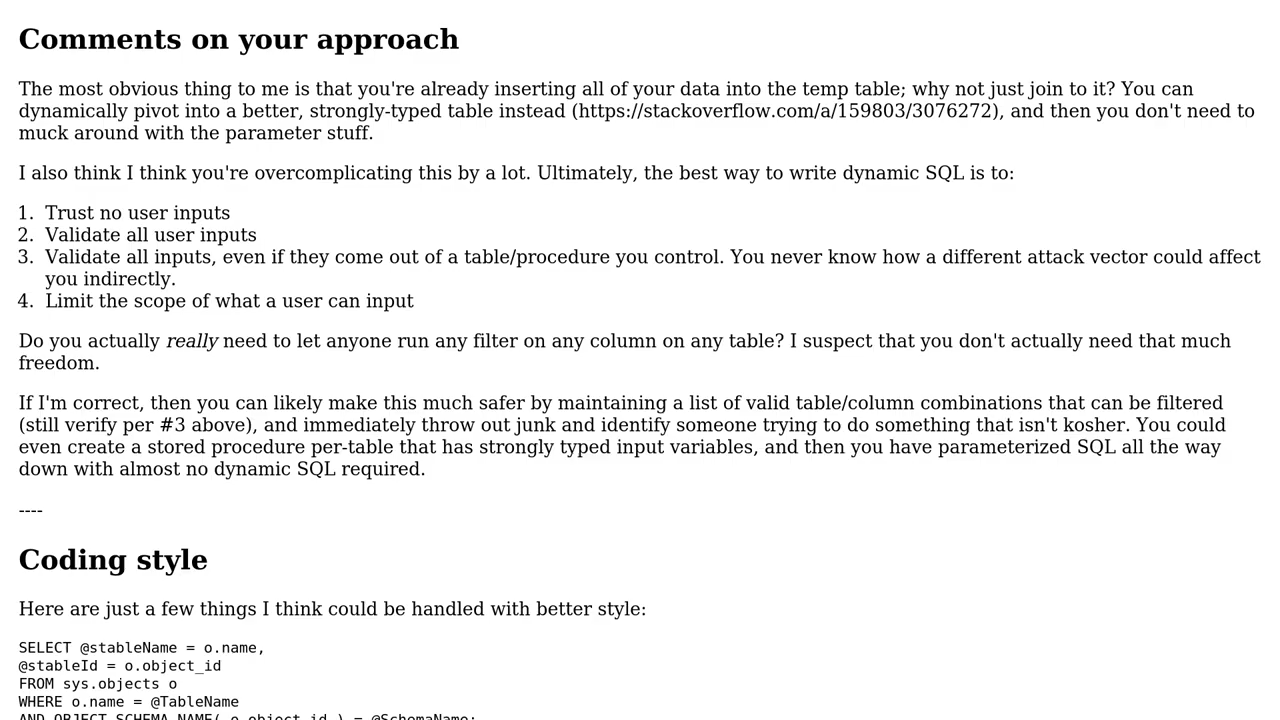 Comments on your approach
The most obvious thing to me is that you're already inserting all of your data into the temp table; why not just join to it? You can
dynamically pivot into a better, strongly-typed table instead (https://stackoverflow.com/a/159803/3076272), and then you don't need to
muck around with the parameter stuff.
I also think I think you're overcomplicating this by a lot. Ultimately, the best way to write dynamic SQL is to:
1. Trust no user inputs
2. Validate all user inputs
3. Validate all inputs, even if they come out of a table/procedure you control. You never know how a different attack vector could affect
you indirectly.
4. Limit the scope of what a user can input
Do you actually really need to let anyone run any filter on any column on any table? I suspect that you don't actually need that much
freedom.
If I'm correct, then you can likely make this much safer by maintaining a list of valid table/column combinations that can be filtered
(still verify per #3 above), and immediately throw out junk and identify someone trying to do something that isn't kosher. You could
even create a stored procedure per-table that has strongly typed input variables, and then you have parameterized SQL all the way
down with almost no dynamic SQL required.
----
Coding style
Here are just a few things I think could be handled with better style:
SELECT @stableName = o.name,
@stableId = o.object_id
FROM sys.objects o
WHERE o.name = @TableName
AND OBJECT_SCHEMA_NAME( o.object_id ) = @SchemaName;